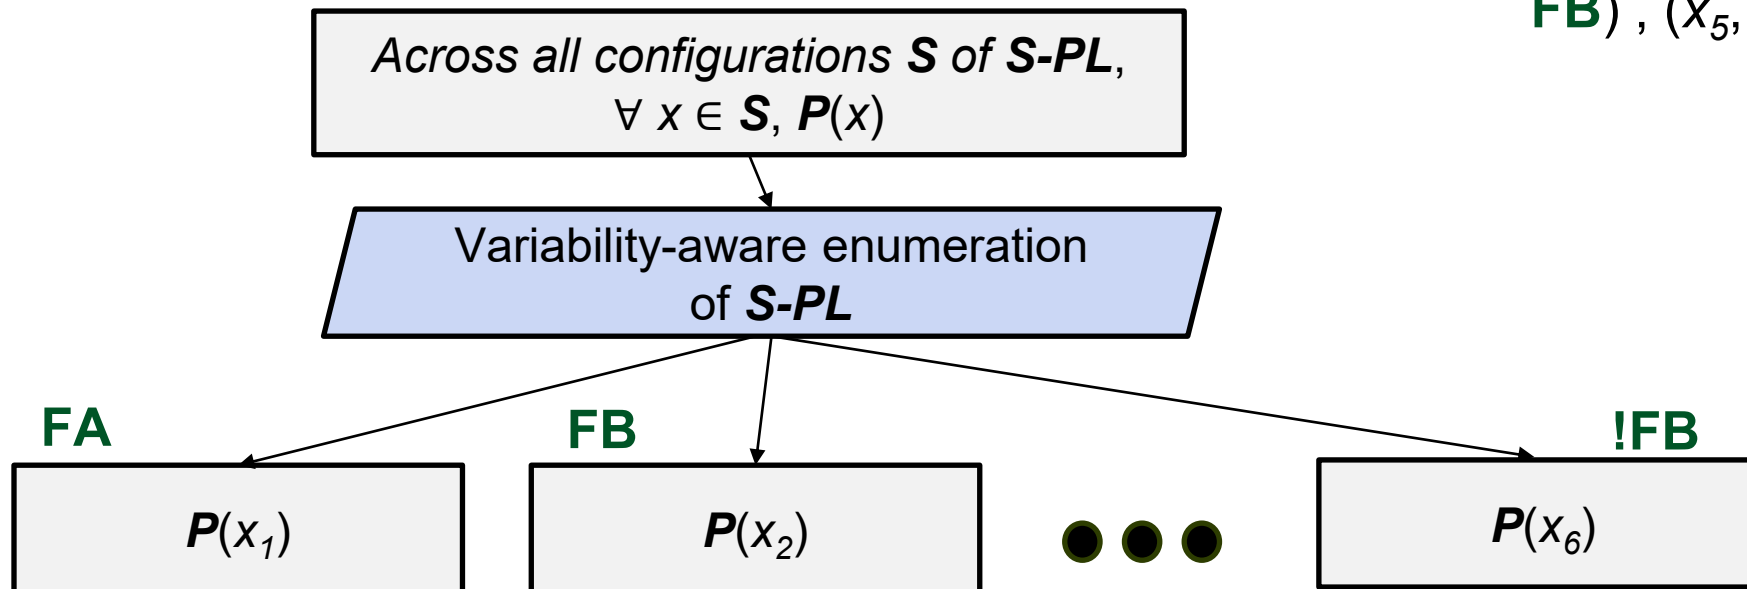 FB) , (x5,
Across all configurations S of S-PL,
∀ x ∈ S, P(x)
Variability-aware enumeration
of S-PL
FA
FB
!FB
P(x1)
P(x2)
P(x6)